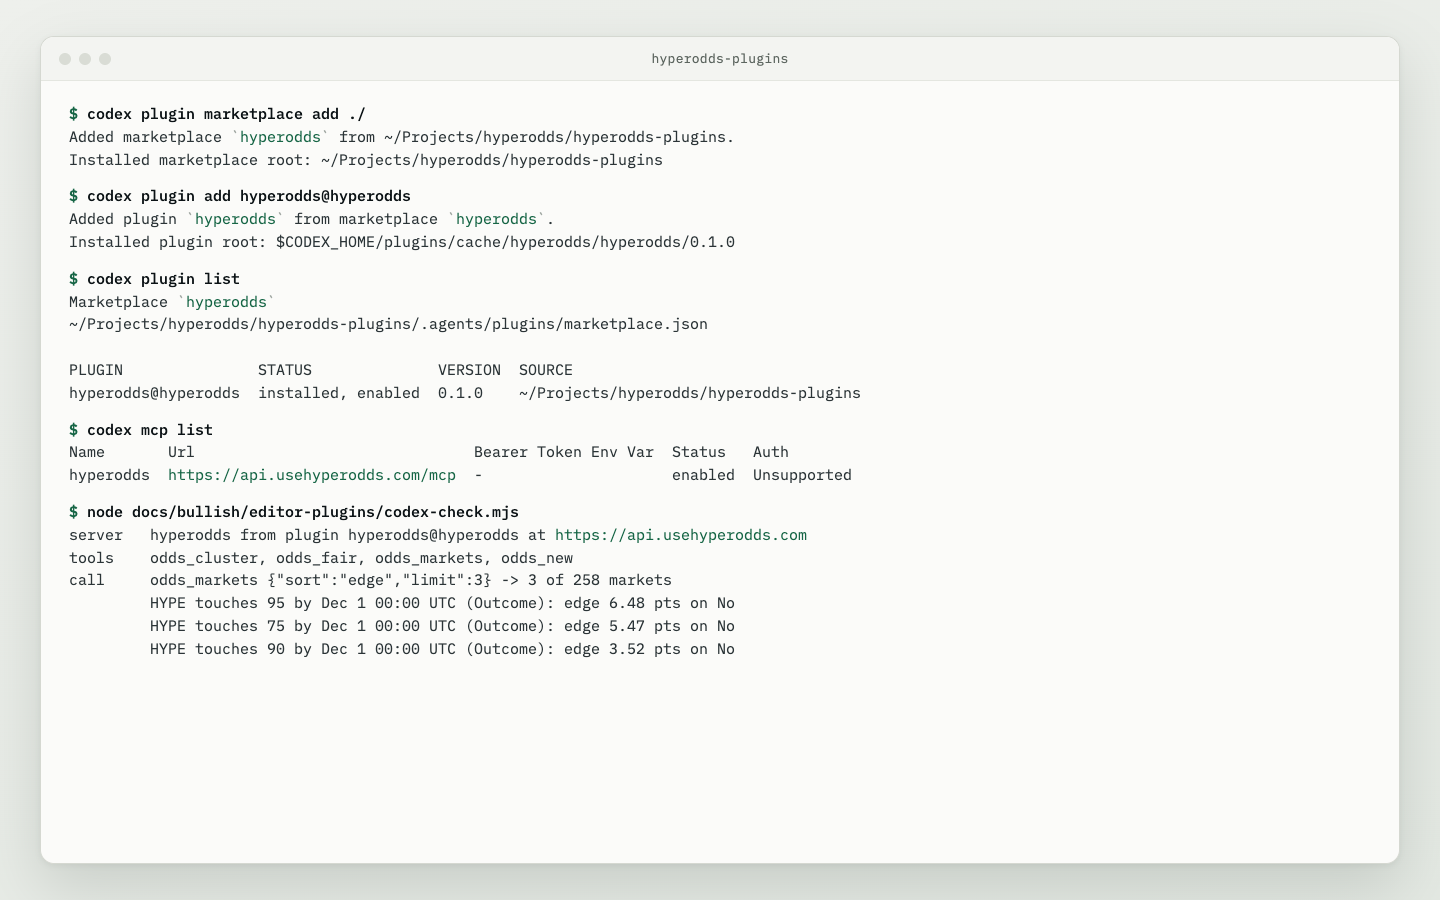 hyperodds-plugins
$ codex plugin marketplace add ./
Added marketplace `hyperodds` from ~/Projects/hyperodds/hyperodds-plugins.
Installed marketplace root: ~/Projects/hyperodds/hyperodds-plugins
$ codex plugin add hyperodds@hyperodds
Added plugin `hyperodds` from marketplace `hyperodds`.
Installed plugin root: $CODEX_HOME/plugins/cache/hyperodds/hyperodds/0.1.0
$ codex plugin list
Marketplace `hyperodds`
~/Projects/hyperodds/hyperodds-plugins/.agents/plugins/marketplace.json
PLUGIN               STATUS              VERSION  SOURCE
hyperodds@hyperodds  installed, enabled  0.1.0    ~/Projects/hyperodds/hyperodds-plugins
$ codex mcp list
Name       Url                               Bearer Token Env Var  Status   Auth
hyperodds  https://api.usehyperodds.com/mcp  -                     enabled  Unsupported
$ node docs/bullish/editor-plugins/codex-check.mjs
server   hyperodds from plugin hyperodds@hyperodds at https://api.usehyperodds.com
tools    odds_cluster, odds_fair, odds_markets, odds_new
call     odds_markets {"sort":"edge","limit":3} -> 3 of 258 markets
         HYPE touches 95 by Dec 1 00:00 UTC (Outcome): edge 6.48 pts on No
         HYPE touches 75 by Dec 1 00:00 UTC (Outcome): edge 5.47 pts on No
         HYPE touches 90 by Dec 1 00:00 UTC (Outcome): edge 3.52 pts on No